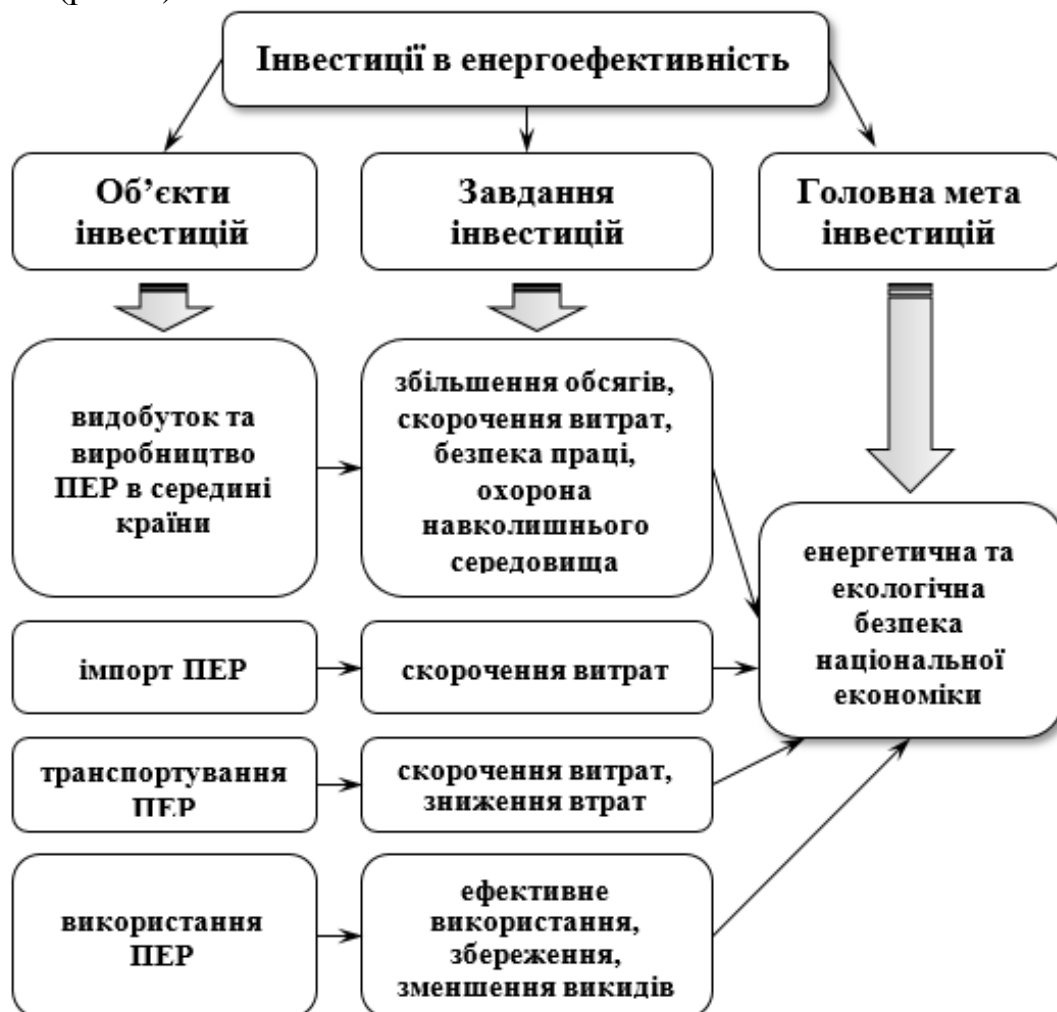 Інвестиції в енергоефективність
Об’єкти
інвестицій
Завдання
інвестицій
Головна мета
інвестицій
видобуток та
виробництво
ПЕР в середині
країни
збільшення обсягів,
скорочення витрат,
безпека праці,
охорона
навколишнього
середовища
енергетична та
екологічна
безпека
національної
економіки
імпорт ПЕР
скорочення витрат
транспортування
ПЕР
скорочення витрат,
зниження втрат
використання
ПЕР
ефективне
використання,
збереження,
зменшення викидів